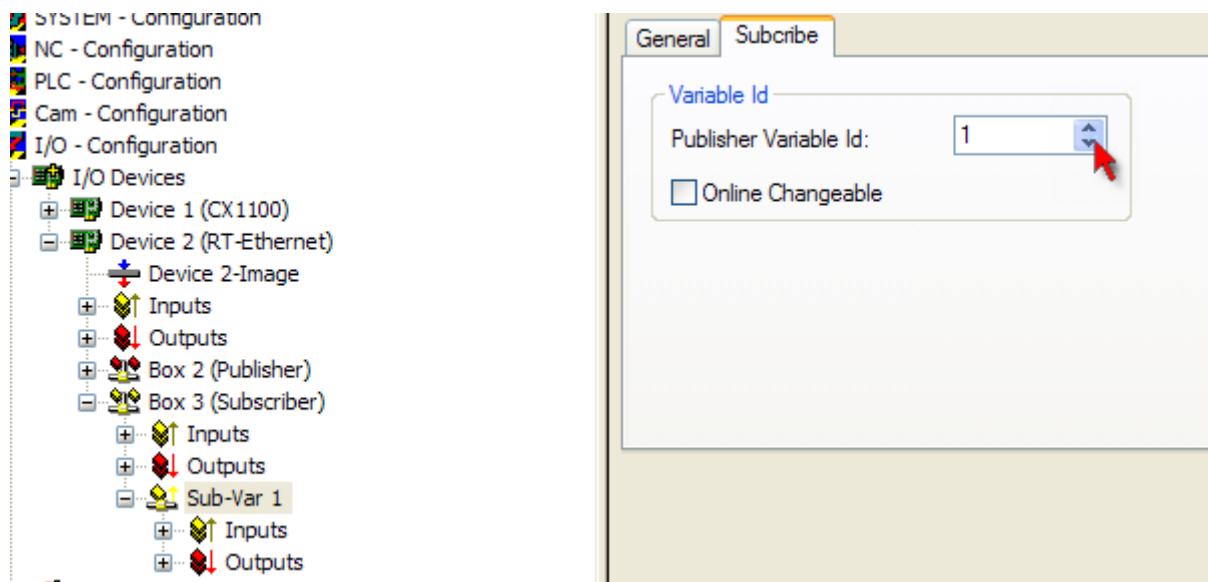 SYSTEM - Configuration
NC - Configuration
PLC - Configuration
Cam - Configuration
I/O - Configuration
I/O Devices
Device 1 (CX1100)
Device 2 (RT-Ethernet)
Device 2-Image
Inputs
Outputs
Box 2 (Publisher)
Box 3 (Subscriber)
Inputs
Outputs
Sub-Var 1
Inputs
Outputs
General Subcribe
Variable Id
Publisher Variable Id: 1
Online Changeable